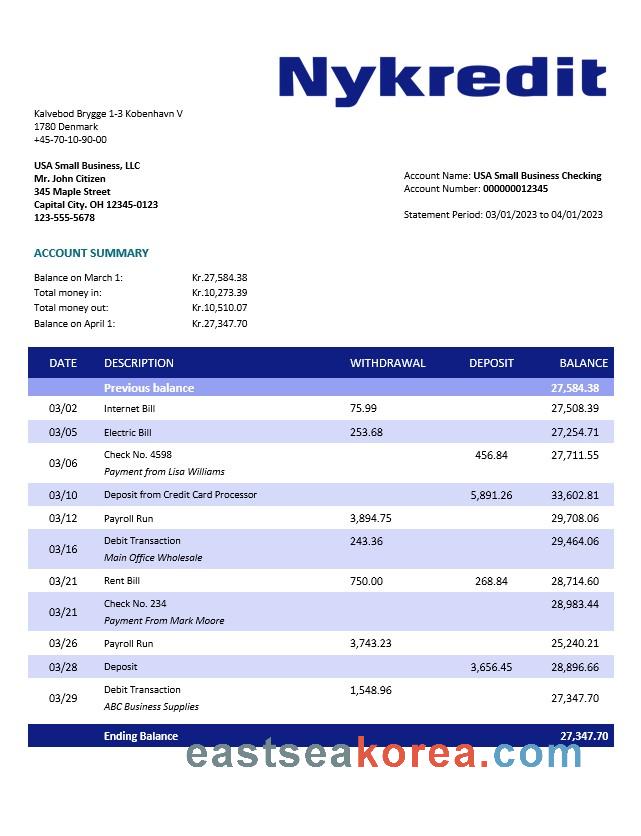 Nykredit
Kalvebod Brygge 1-3 Kobenhavn V
1780 Denmark
+45-70-10-90-00
USA Small Business, LLC
Mr. John Citizen
345 Maple Street
Capital City. OH 12345-0123
123-555-5678
Account Name: USA Small Business Checking
Account Number: 000000012345
Statement Period: 03/01/2023 to 04/01/2023
ACCOUNT SUMMARY
Balance on March 1: Kr.27,584.38
Total money in: Kr.10,273.39
Total money out: Kr.10,510.07
Balance on April 1: Kr.27,347.70
DATE DESCRIPTION WITHDRAWAL DEPOSIT BALANCE
Previous balance 27,584.38
03/02 Internet Bill 75.99 27,508.39
03/05 Electric Bill 253.68 27,254.71
03/06 Check No. 4598 456.84 27,711.55
Payment from Lisa Williams
03/10 Deposit from Credit Card Processor 5,891.26 33,602.81
03/12 Payroll Run 3,894.75 29,708.06
03/16 Debit Transaction 243.36 29,464.06
Main Office Wholesale
03/21 Rent Bill 750.00 268.84 28,714.60
03/21 Check No. 234 28,983.44
Payment From Mark Moore
03/26 Payroll Run 3,743.23 25,240.21
03/28 Deposit 3,656.45 28,896.66
03/29 Debit Transaction 1,548.96 27,347.70
ABC Business Supplies
Ending Balance 27,347.70
eastseakorea.com